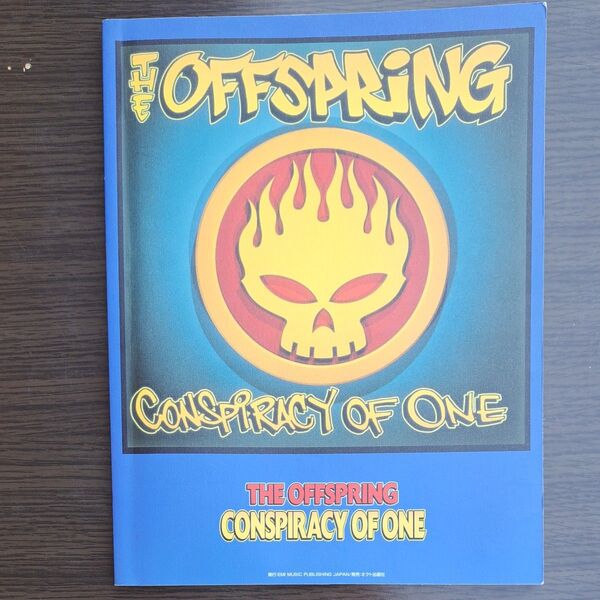 THE OFFSPRING
CONSPIRACY OF ONE
THE OFFSPRING
CONSPIRACY OF ONE
発行 EMI MUSIC PUBLISHING JAPAN/発売:オクト出版社